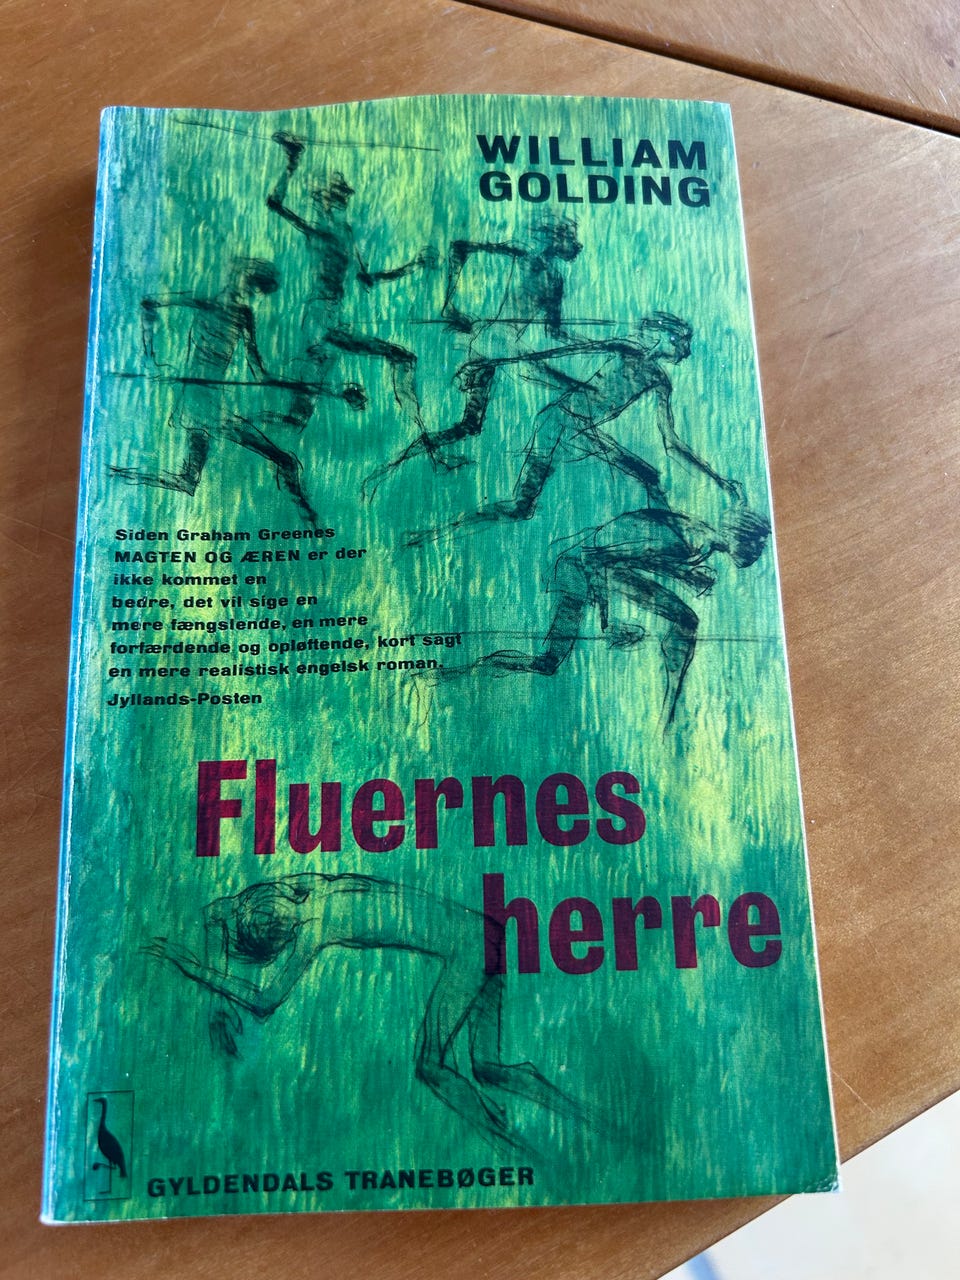 WILLIAM
GOLDING
Siden Graham Greenes
MAGTEN OG ÆREN er der
ikke kommet en
bedre, det vil sige en
mere fængslende, en mere
forfærdende og opløftende, kort sagt
en mere realistisk engelsk roman.
Jyllands-Posten
Fluernes
herre
GYLDENDALS TRANEBØGER